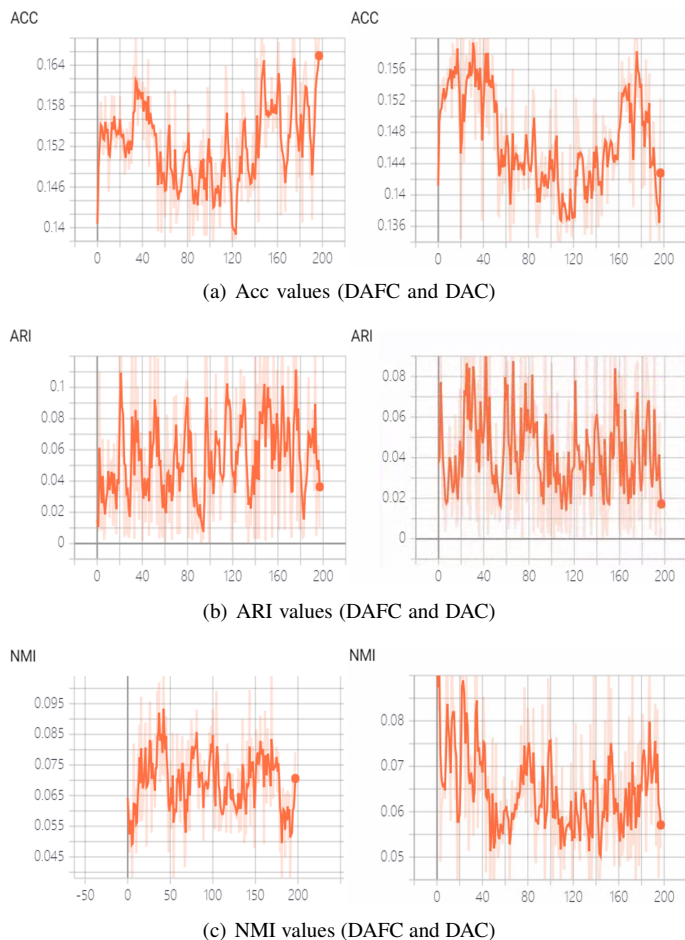 ACC
ACC
0.164
0.158
0.152
0.146
0.14
0 40 80 120 160 200
0.156
0.152
0.148
0.144
0.14
0.136
0 40 80 120 160 200
(a) Acc values (DAFC and DAC)
ARI
ARI
0.1
0.08
0.06
0.04
0.02
0
0 40 80 120 160 200
0.08
0.06
0.04
0.02
0
0 40 80 120 160 200
(b) ARI values (DAFC and DAC)
NMI
NMI
0.095
0.085
0.075
0.065
0.055
0.045
-50 0 50 100 150 200 250
0.08
0.07
0.06
0.05
0 40 80 120 160 200
(c) NMI values (DAFC and DAC)